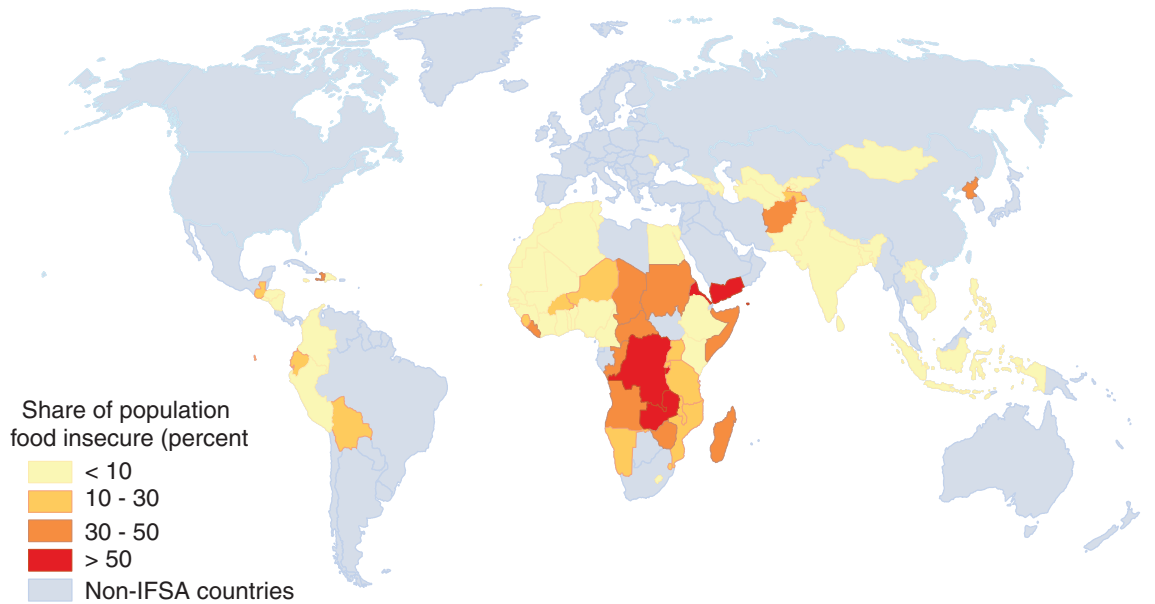 Share of population
food insecure (percent
< 10
10 - 30
30 - 50
> 50
Non-IFSA countries